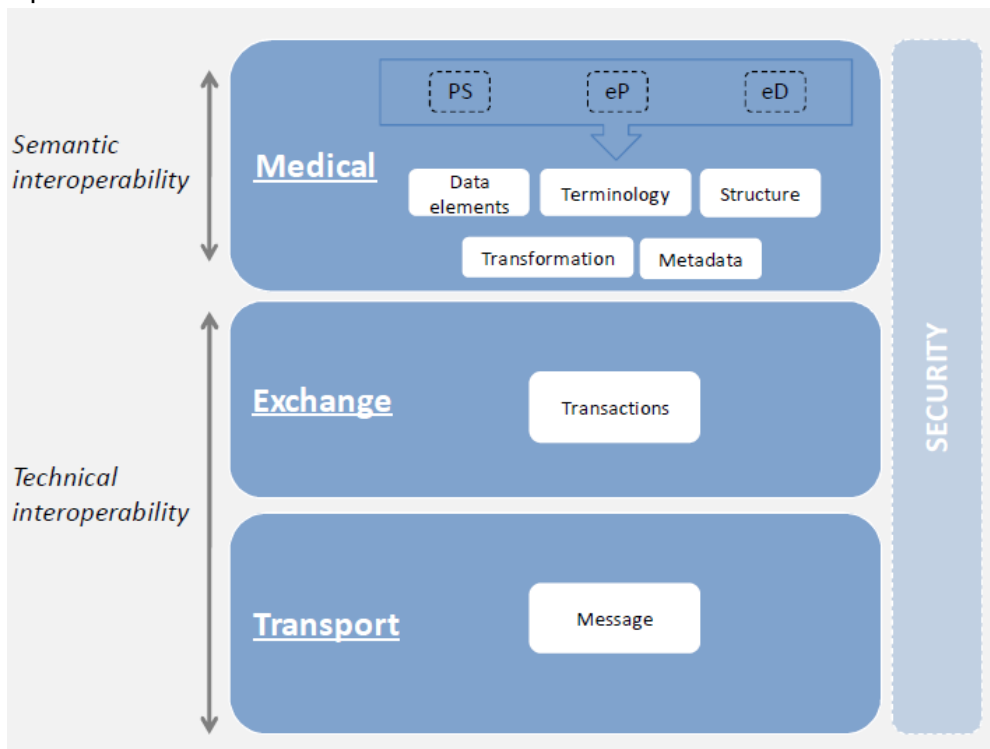 PS
eP
eD
Semantic
interoperability
Medical
Data
elements
Terminology
Structure
Transformation
Metadata
Exchange
Transactions
Technical
interoperability
Transport
Message
SECURITY